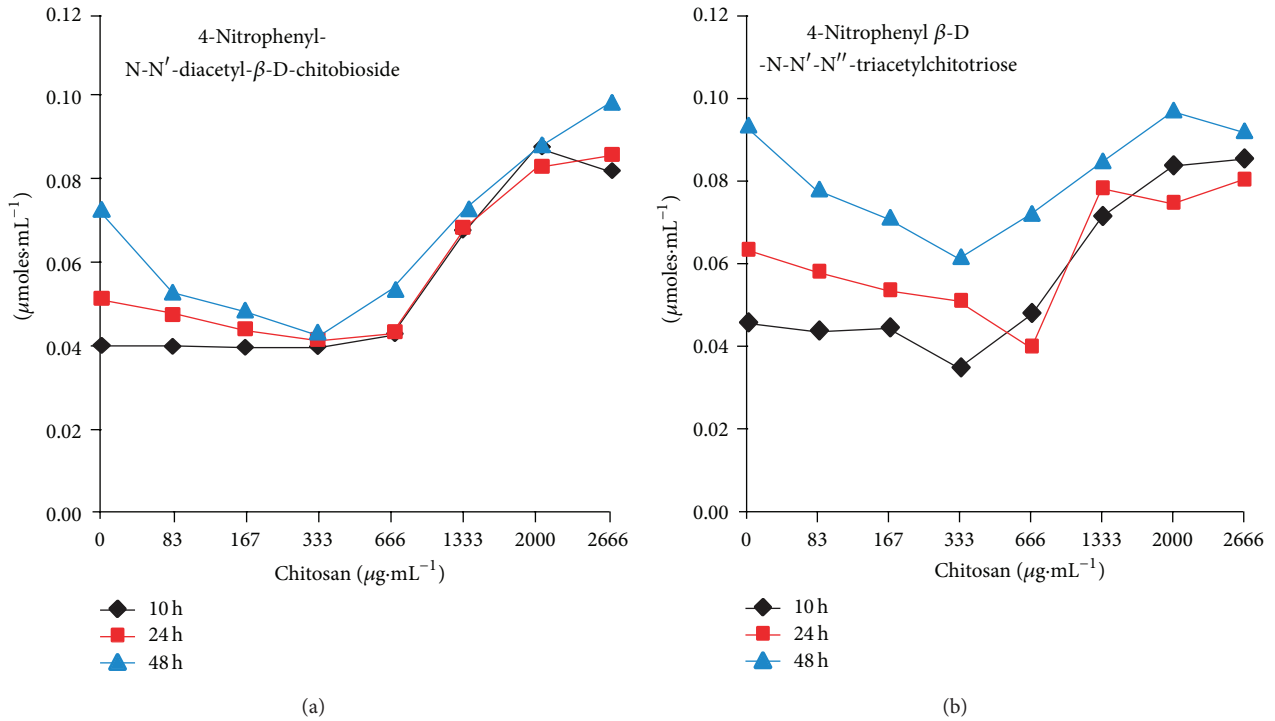 0.12
0.10
0.08
0.06
0.04
0.02
0.00
(μmoles·mL⁻¹)
4-Nitrophenyl-
N-N′-diacetyl-β-D-chitobioside
0 83 167 333 666 1333 2000 2666
Chitosan (μg·mL⁻¹)
10 h
24 h
48 h
(a)
0.12
0.10
0.08
0.06
0.04
0.02
0.00
(μmoles·mL⁻¹)
4-Nitrophenyl β-D
-N-N′-N″-triacetylchitotriose
0 83 167 333 666 1333 2000 2666
Chitosan (μg·mL⁻¹)
10 h
24 h
48 h
(b)